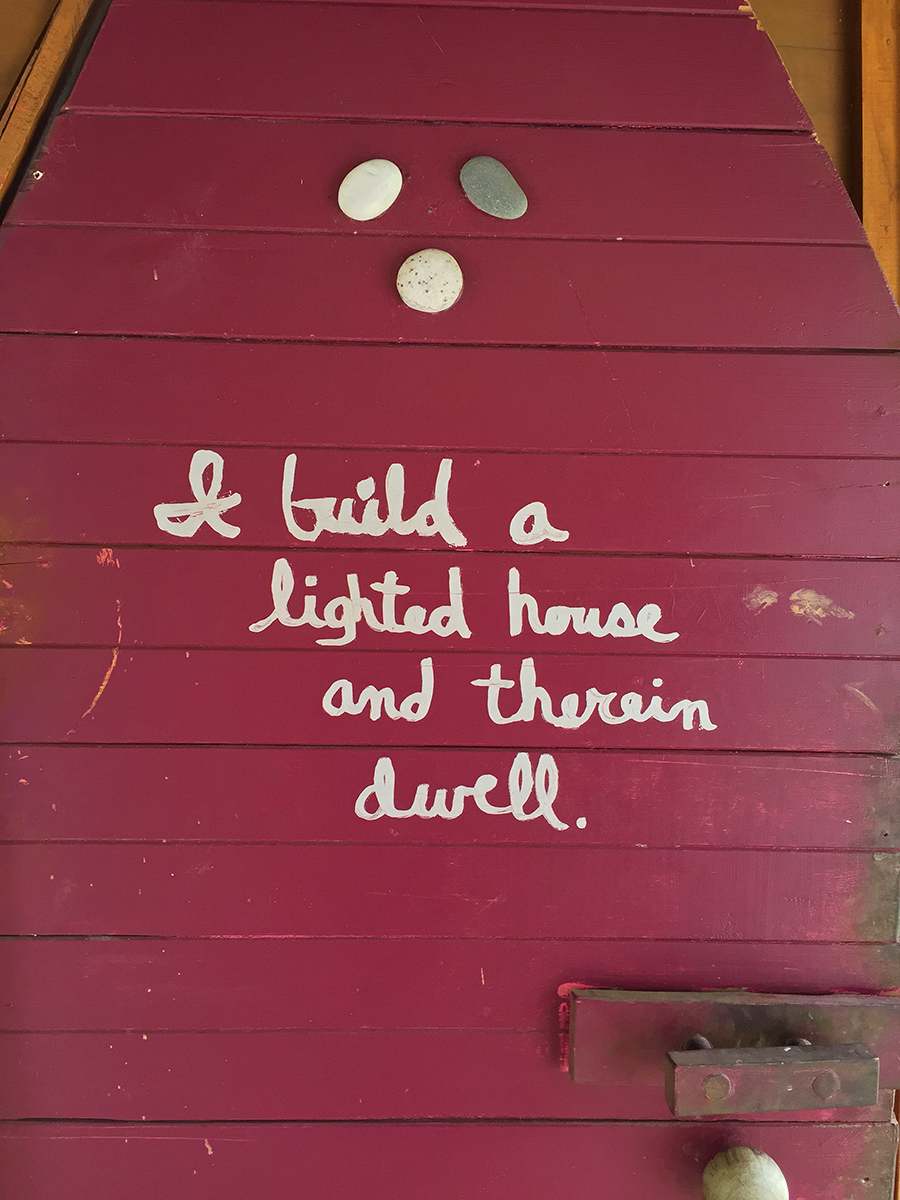 I build a
lighted house
and therein
dwell.